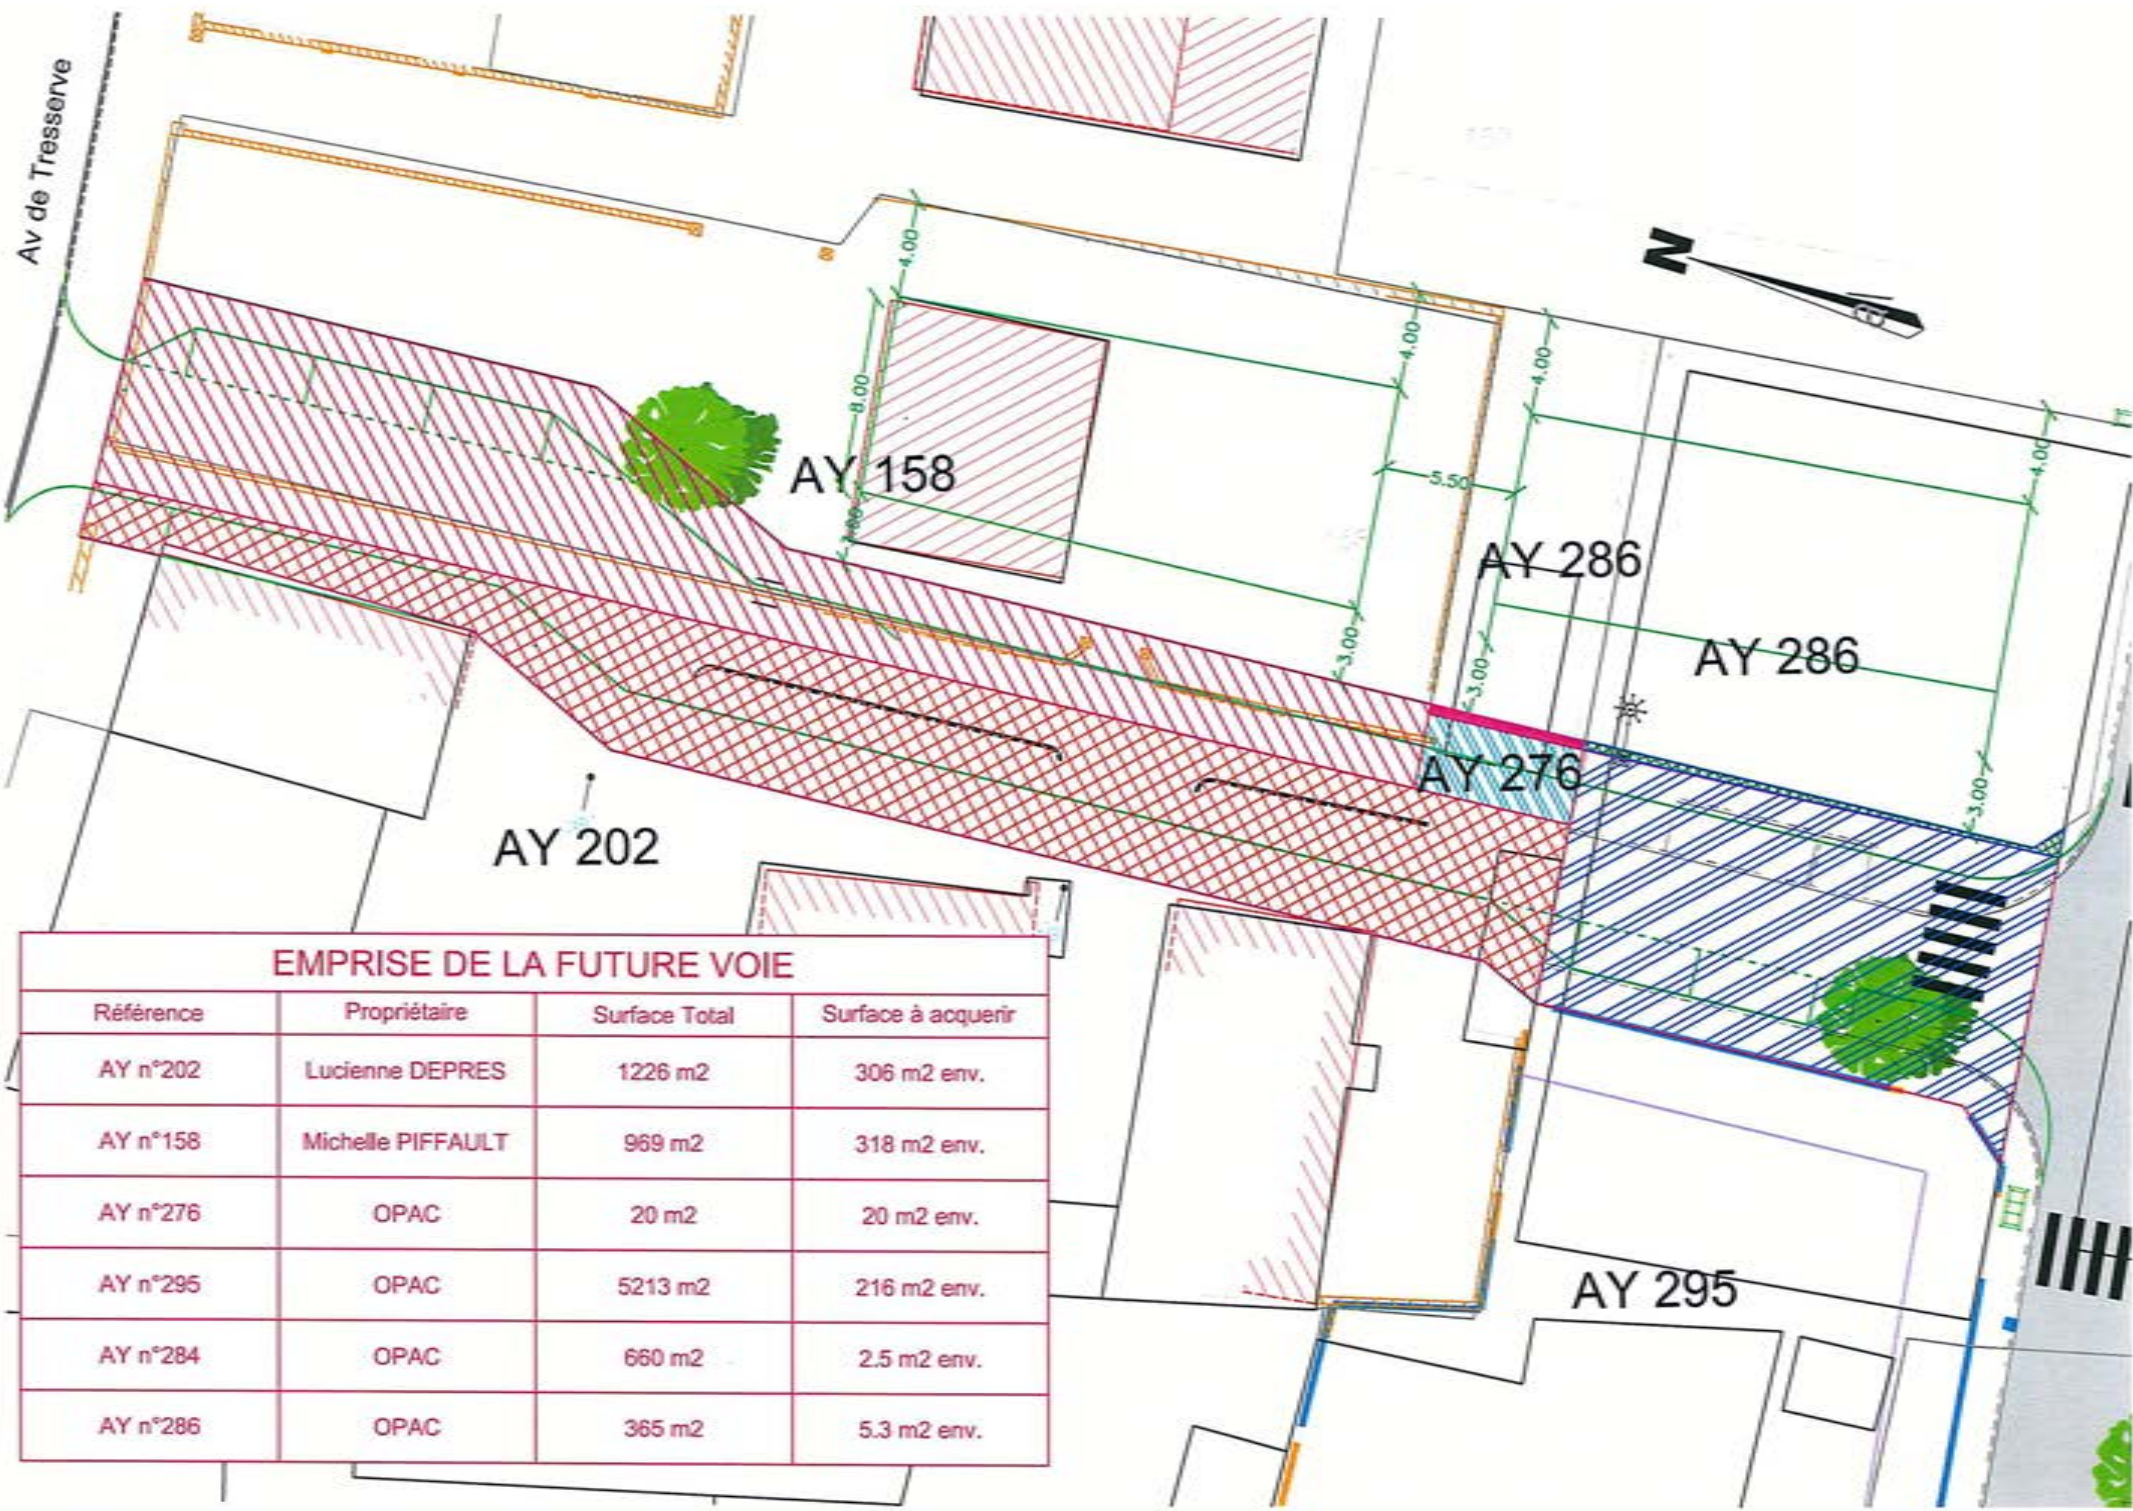 Av de Tresserve
N
4.00
4.00
4.00
8.00
4.00
AY 158
5.50
AY 286
AY 286
3.00
3.00
3.00
AY 276
AY 202
EMPRISE DE LA FUTURE VOIE
Référence Propriétaire Surface Total Surface à acquerir
AY n°202 Lucienne DEPRES 1226 m2 306 m2 env.
AY n°158 Michelle PIFFAULT 969 m2 318 m2 env.
AY n°276 OPAC 20 m2 20 m2 env.
AY n°295 OPAC 5213 m2 216 m2 env.
AY n°284 OPAC 660 m2 2.5 m2 env.
AY n°286 OPAC 365 m2 5.3 m2 env.
AY 295